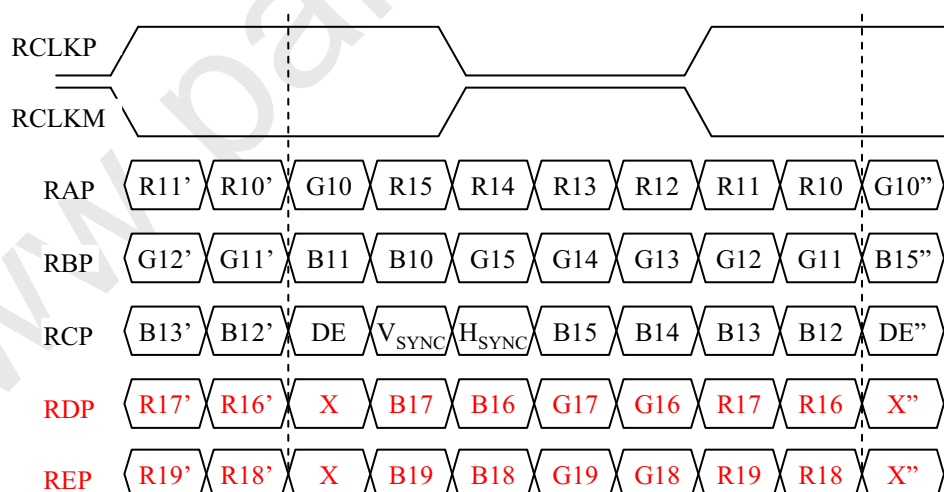 RCLKP
RCLKM
RAP R11’ R10’ G10 R15 R14 R13 R12 R11 R10 G10”
RBP G12’ G11’ B11 B10 G15 G14 G13 G12 G11 B15”
RCP B13’ B12’ DE VSYNC HSYNC B15 B14 B13 B12 DE”
RDP R17’ R16’ X B17 B16 G17 G16 R17 R16 X”
REP R19’ R18’ X B19 B18 G19 G18 R19 R18 X”